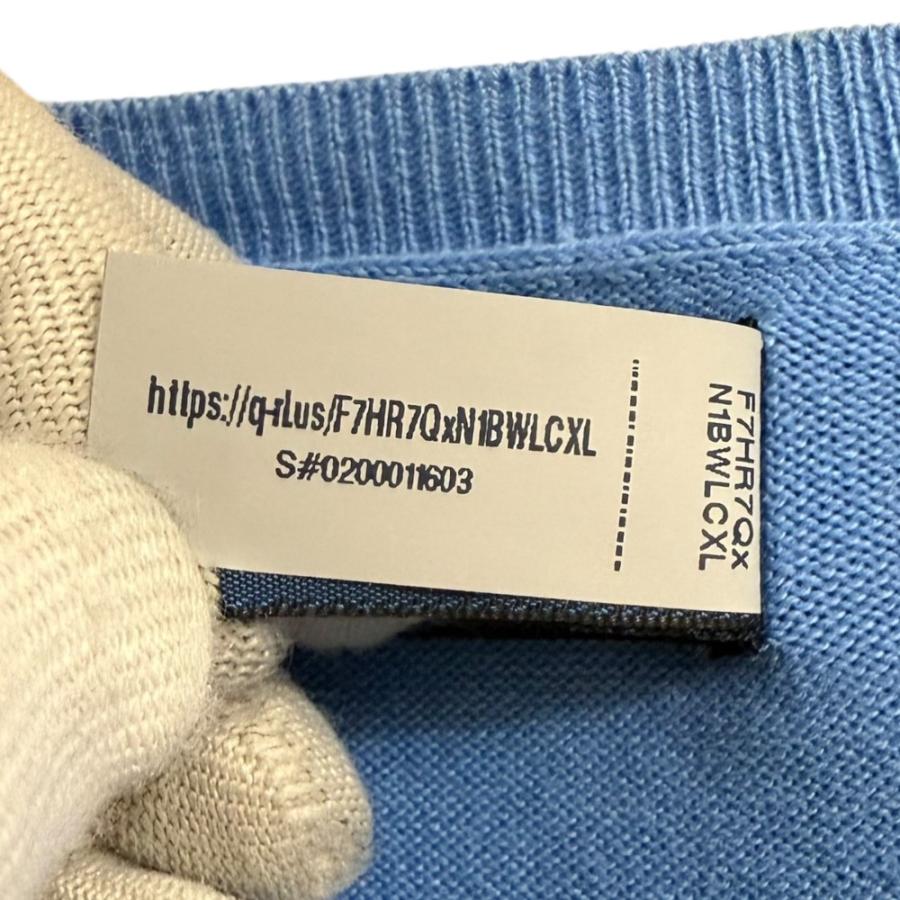 https://q-r.us/F7HR7QxN1BWLCXL
S#0200011603
F7HR7Qx
N1BWLCXL